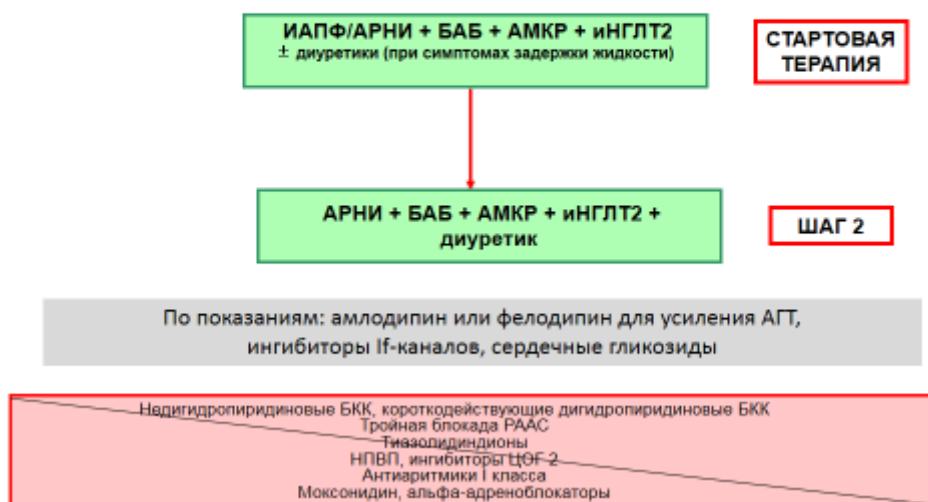 ИАПФ/АРНИ + БАБ + АМКР + иНГЛТ2
± диуретики (при симптомах задержки жидкости)
СТАРТОВАЯ
ТЕРАПИЯ
АРНИ + БАБ + АМКР + иНГЛТ2 +
диуретик
ШАГ 2
По показаниям: амлодипин или фелодипин для усиления АГТ,
ингибиторы If-каналов, сердечные гликозиды
Недигидропиридиновые БКК, короткодействующие дигидропиридиновые БКК
Тройная блокада РААС
Тиазолидиндионы
НПВП, ингибиторы ЦОГ 2
Антиаритмики I класса
Моксонидин, альфа-адреноблокаторы